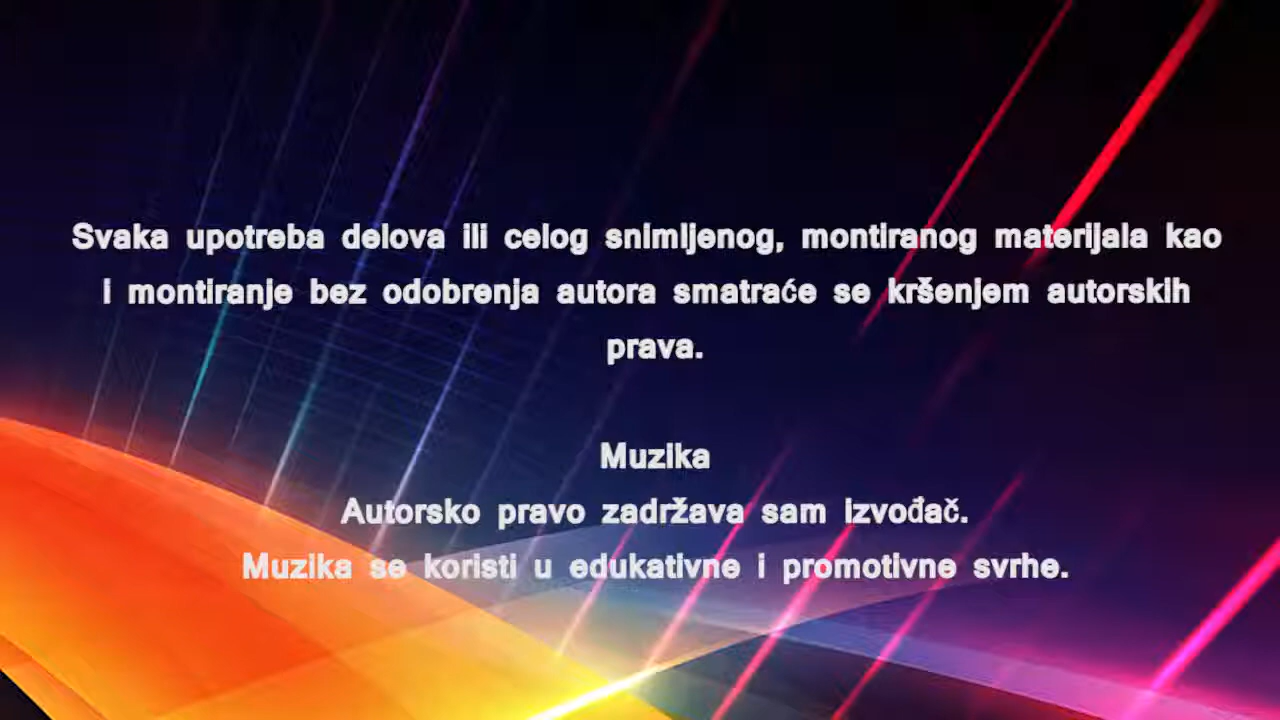 Svaka upotreba delova ili celog snimljenog, montiranog materijala kao
i montiranje bez odobrenja autora smatraće se kršenjem autorskih
prava.
Muzika
Autorsko pravo zadržava sam izvođač.
Muzika se koristi u edukativne i promotivne svrhe.